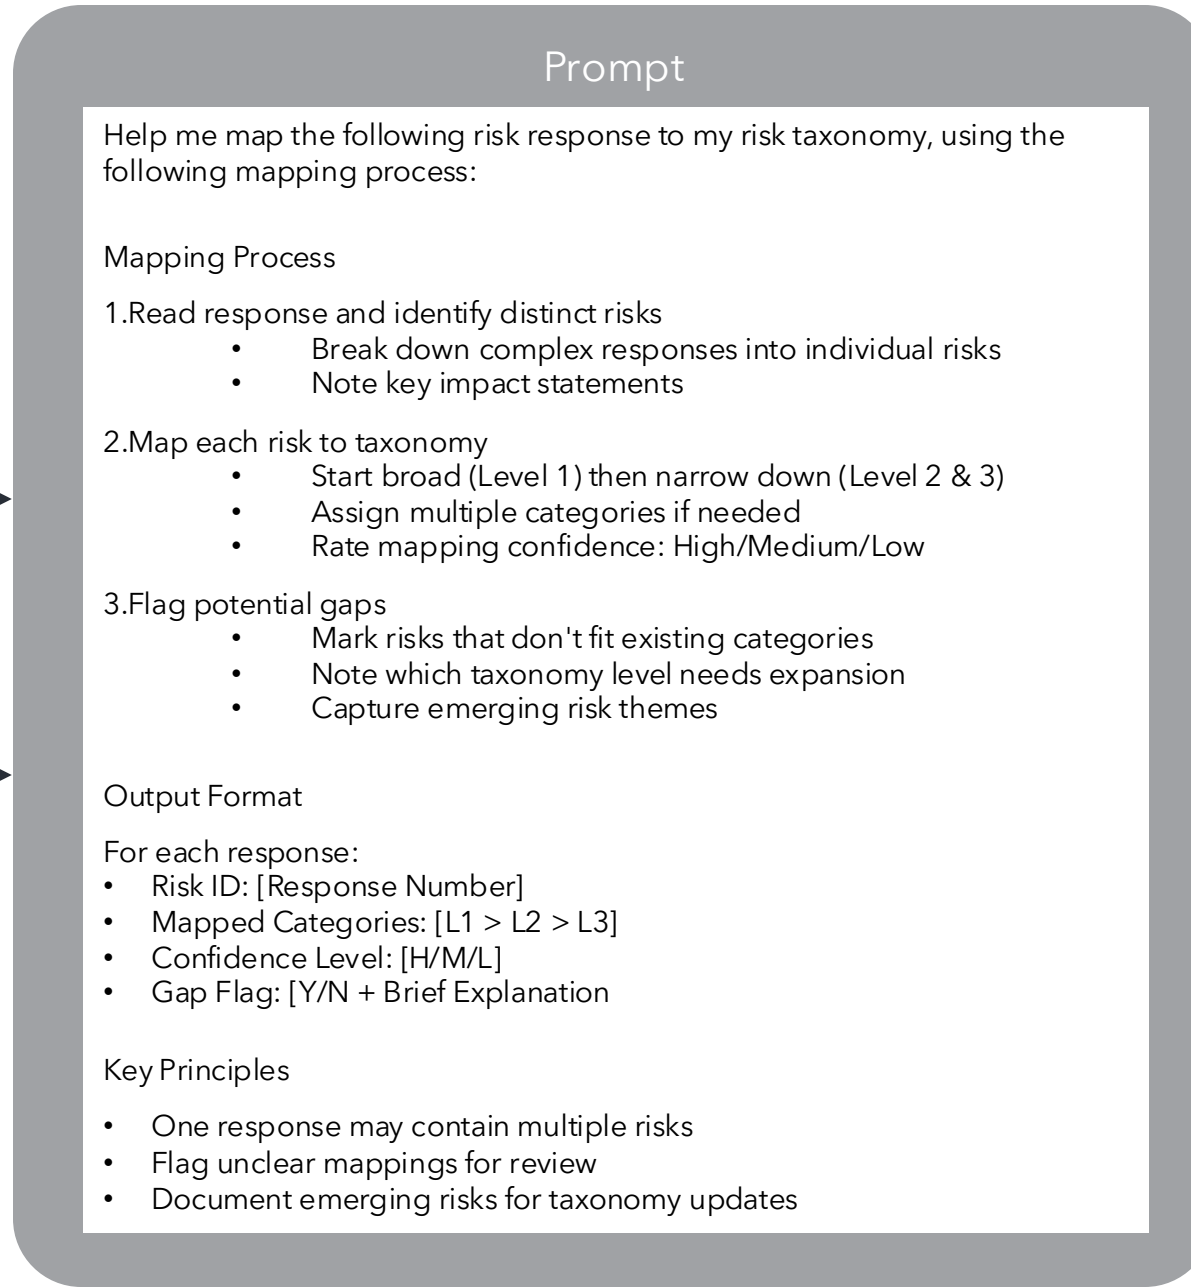 Prompt
Help me map the following risk response to my risk taxonomy, using the
following mapping process:
Mapping Process
1.Read response and identify distinct risks
• Break down complex responses into individual risks
• Note key impact statements
2.Map each risk to taxonomy
• Start broad (Level 1) then narrow down (Level 2 & 3)
• Assign multiple categories if needed
• Rate mapping confidence: High/Medium/Low
3.Flag potential gaps
• Mark risks that don't fit existing categories
• Note which taxonomy level needs expansion
• Capture emerging risk themes
Output Format
For each response:
• Risk ID: [Response Number]
• Mapped Categories: [L1 > L2 > L3]
• Confidence Level: [H/M/L]
• Gap Flag: [Y/N + Brief Explanation
Key Principles
• One response may contain multiple risks
• Flag unclear mappings for review
• Document emerging risks for taxonomy updates